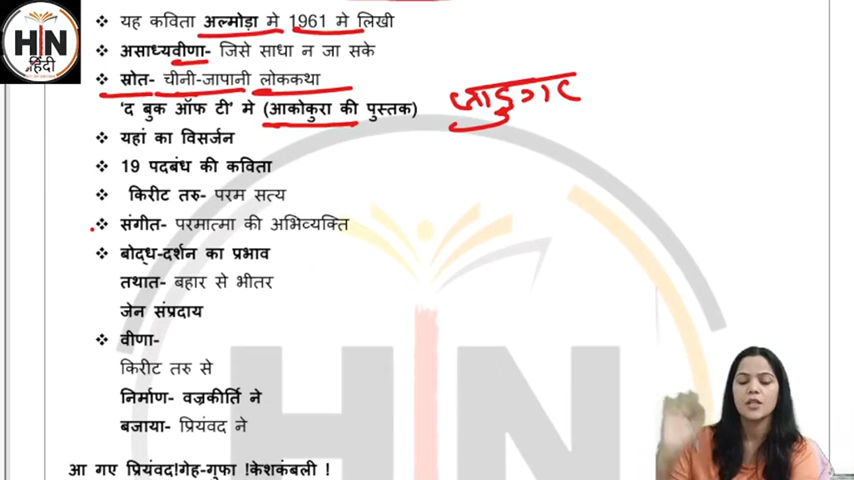 HIN
हिंदी
❖ यह कविता अल्मोड़ा मे 1961 मे लिखी
❖ असाध्यवीणा- जिसे साधा न जा सके
❖ स्रोत- चीनी-जापानी लोककथा
'द बुक ऑफ टी' मे (आकोकुरा की पुस्तक)
जादुगर
❖ यहां का विसर्जन
❖ 19 पदबंध की कविता
❖ किरीट तरु- परम सत्य
❖ संगीत- परमात्मा की अभिव्यक्ति
❖ बोद्ध-दर्शन का प्रभाव
तथात- बहार से भीतर
जेन संप्रदाय
❖ वीणा-
किरीट तरु से
निर्माण- वज्रकीर्ति ने
बजाया- प्रियंवद ने
आ गए प्रियंवद!गेह-गुफा !केशकंबली !
HIN